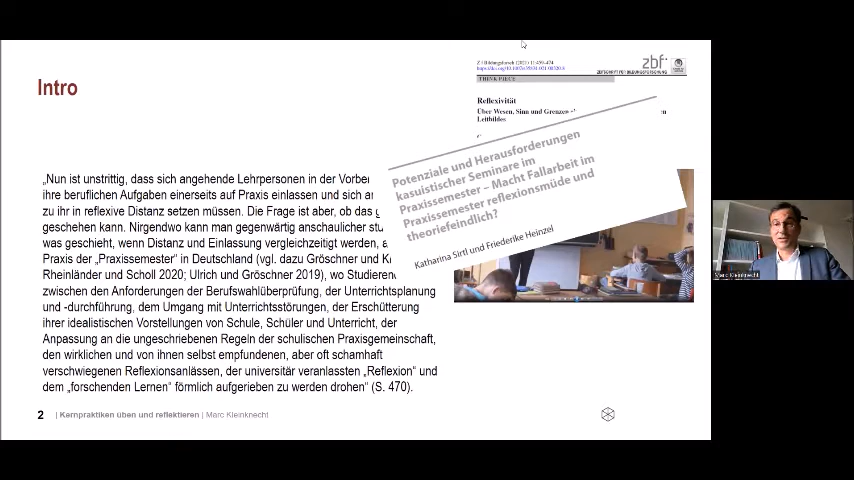 Intro
„Nun ist unstrittig, dass sich angehende Lehrpersonen in der Vorber
ihre beruflichen Aufgaben einerseits auf Praxis einlassen und sich an
zu ihr in reflexive Distanz setzen müssen. Die Frage ist aber, ob das g
geschehen kann. Nirgendwo kann man gegenwärtig anschaulicher stu
was geschieht, wenn Distanz und Einlassung vergleichzeitigt werden, a
Praxis der „Praxissemester“ in Deutschland (vgl. dazu Gröschner und K
Rheinländer und Scholl 2020; Ulrich und Gröschner 2019), wo Studieren
zwischen den Anforderungen der Berufswahlüberprüfung, der Unterrichtsplanung
und -durchführung, dem Umgang mit Unterrichtsstörungen, der Erschütterung
ihrer idealistischen Vorstellungen von Schule, Schüler und Unterricht, der
Anpassung an die ungeschriebenen Regeln der schulischen Praxisgemeinschaft,
den wirklichen und von ihnen selbst empfundenen, aber oft schamhaft
verschwiegenen Reflexionsanlässen, der universitär veranlassten „Reflexion“ und
dem „forschenden Lernen“ förmlich aufgerieben zu werden drohen“ (S. 470).
zbf
ZEITSCHRIFT FÜR BILDUNGSFORSCHUNG
THINK PIECE
Reflexivität
Über Wesen, Sinn und Grenzen
Leitbildes
Potenziale und Herausforderungen
kasuistischer Seminare im
Praxissemester – Macht Fallarbeit im
Praxissemester reflexionsmüde und
theoriefeindlich?
Katharina Sirtl und Friederike Heinzel
2 | Kernpraktiken üben und reflektieren | Marc Kleinknecht
Marc Kleinknecht